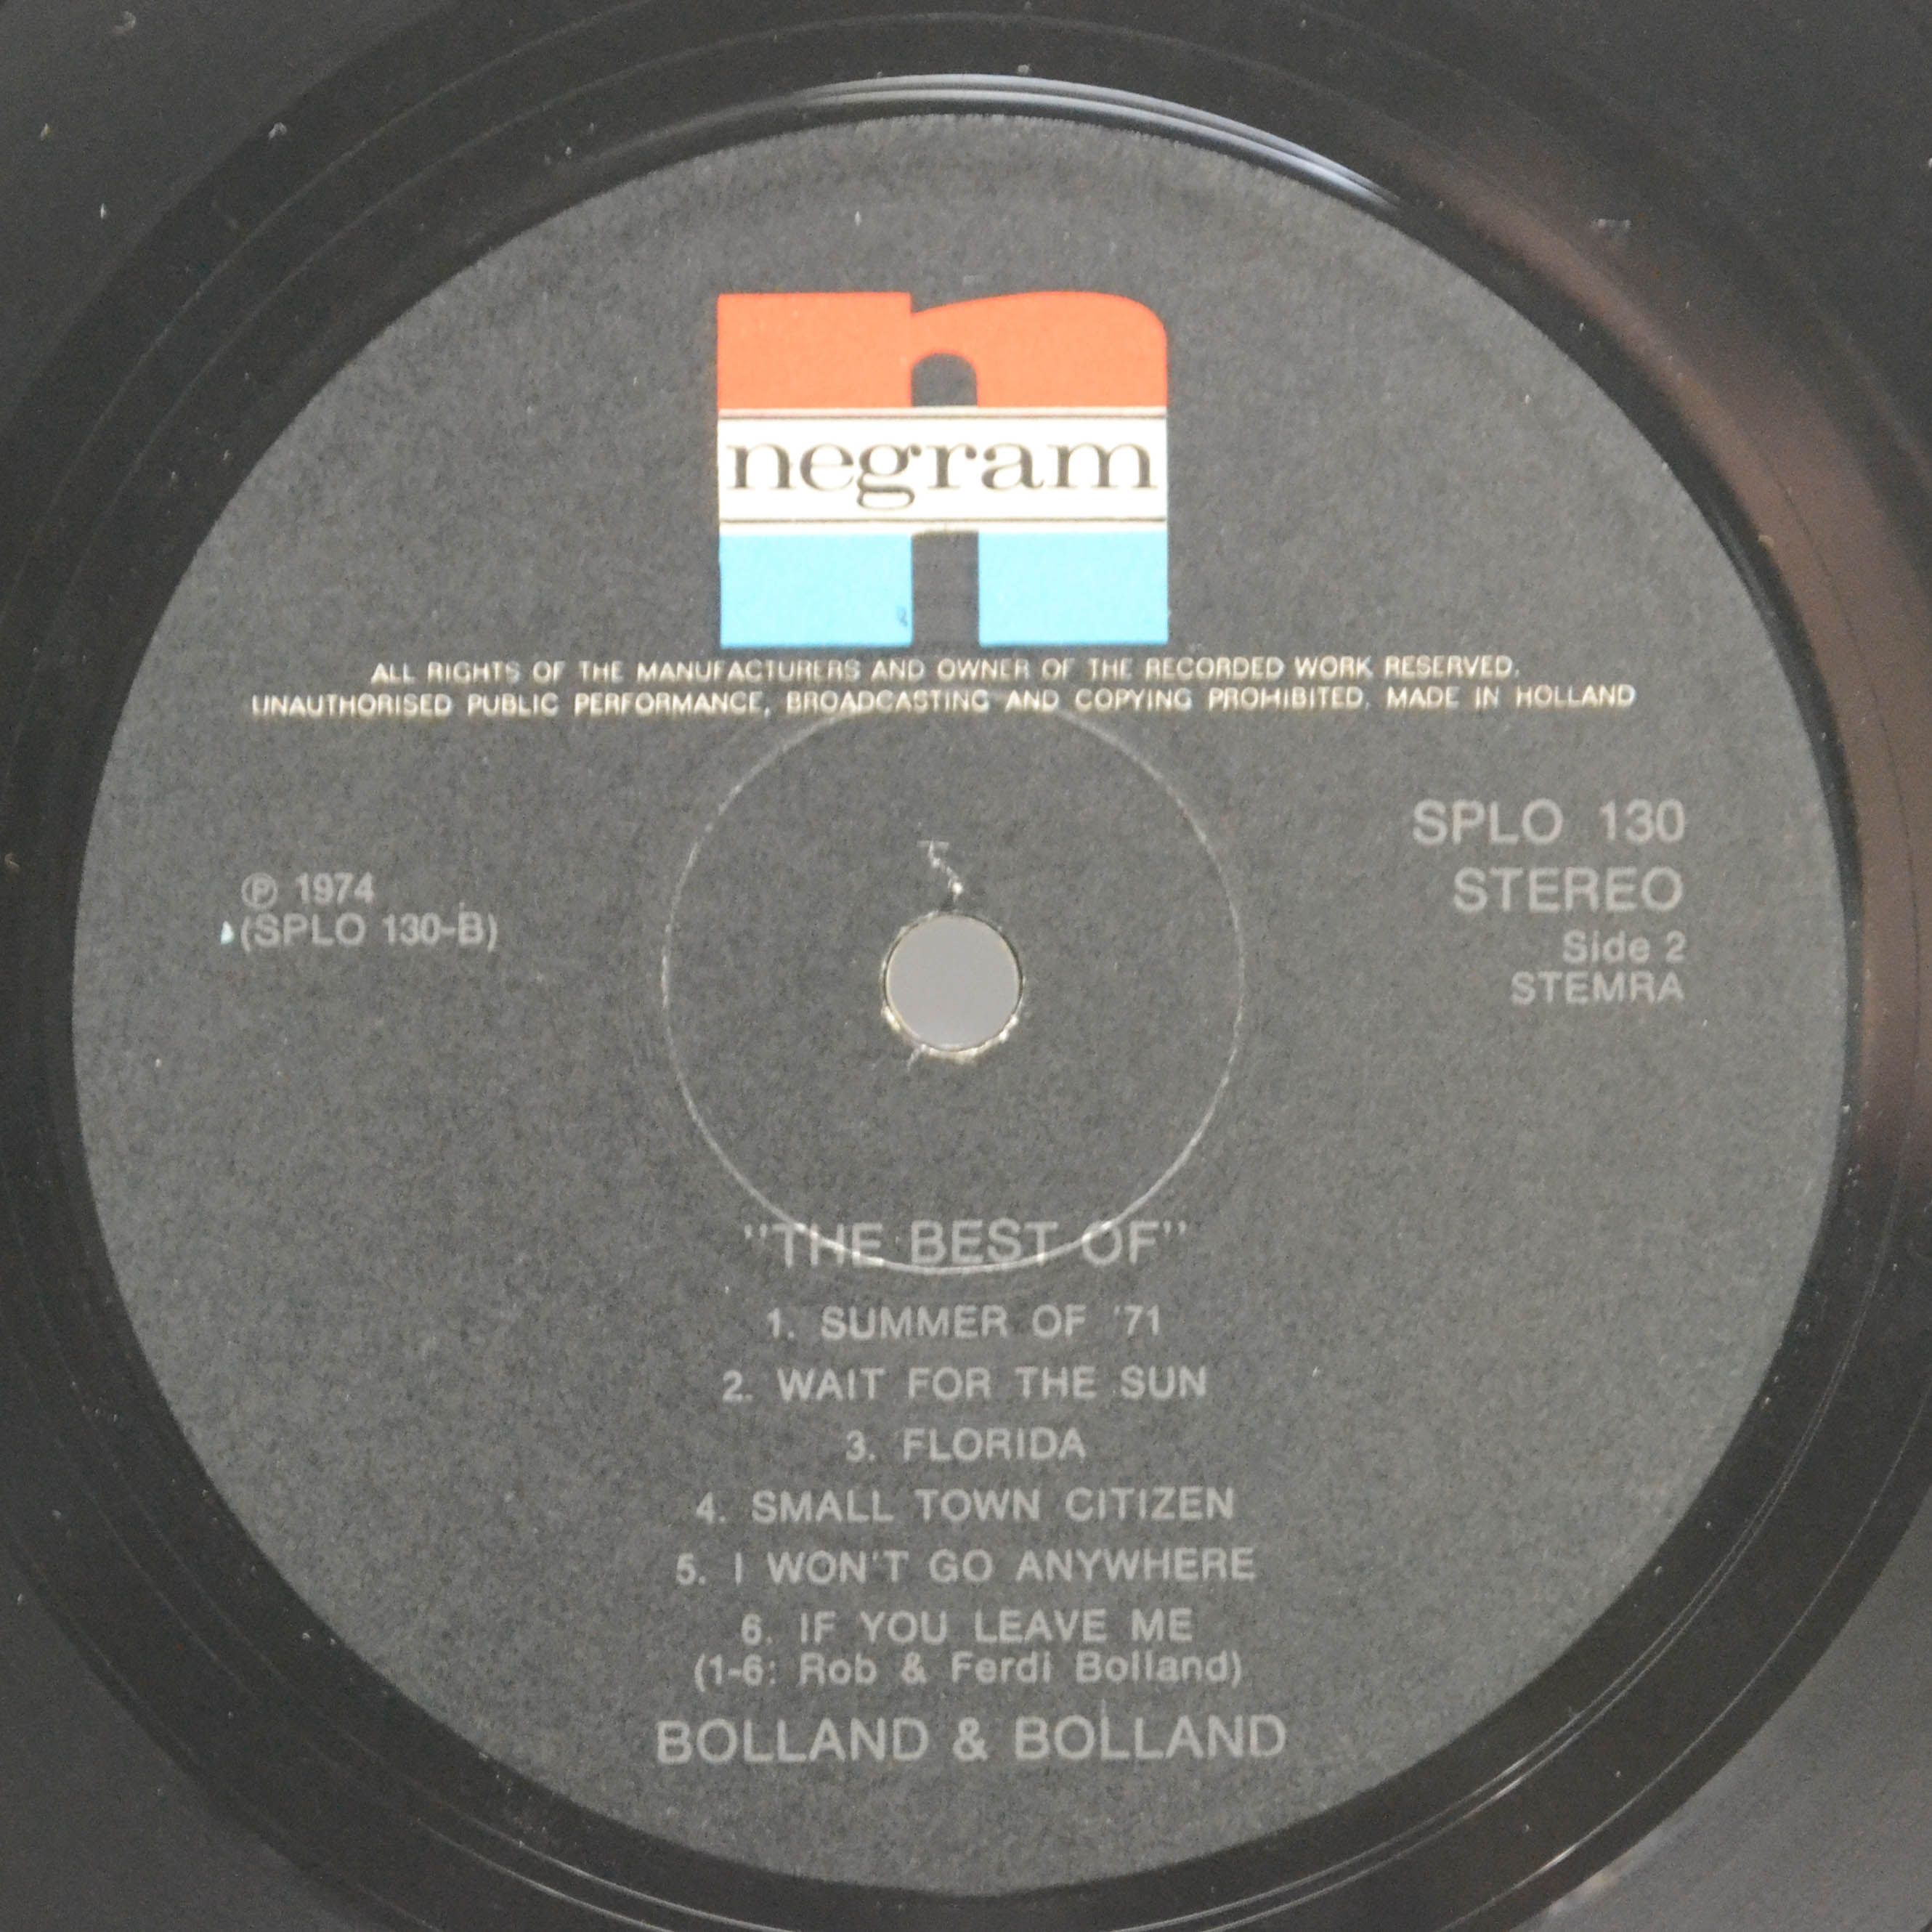 negram
ALL RIGHTS OF THE MANUFACTURERS AND OWNER OF THE RECORDED WORK RESERVED.
UNAUTHORISED PUBLIC PERFORMANCE, BROADCASTING AND COPYING PROHIBITED. MADE IN HOLLAND
SPLO 130
STEREO
Side 2
STEMRA
Ⓟ 1974
(SPLO 130-B)
"THE BEST OF"
1. SUMMER OF '71
2. WAIT FOR THE SUN
3. FLORIDA
4. SMALL TOWN CITIZEN
5. I WON'T GO ANYWHERE
6. IF YOU LEAVE ME
(1-6: Rob & Ferdi Bolland)
BOLLAND & BOLLAND